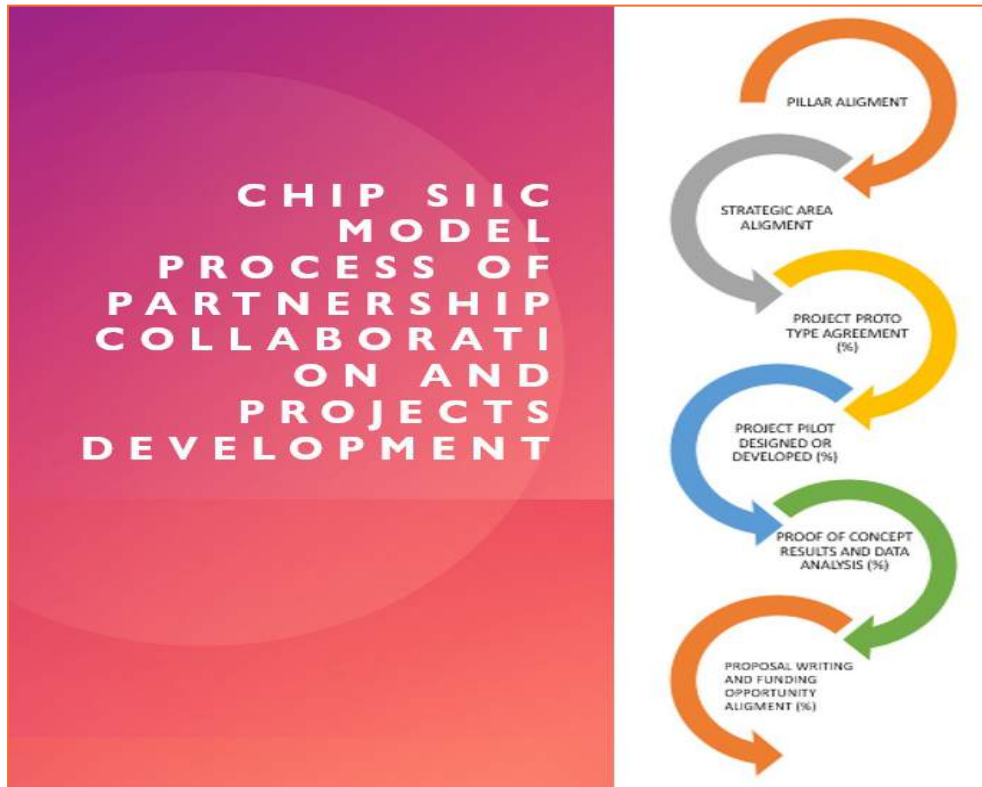 CHIP SIIC
MODEL
PROCESS OF
PARTNERSHIP
COLLABORATI
ON AND
PROJECTS
DEVELOPMENT
PILLAR ALIGMENT
STRATEGIC AREA
ALIGMENT
PROJECT PROTO
TYPE AGREEMENT
(%)
PROJECT PILOT
DESIGNED OR
DEVELOPED (%)
PROOF OF CONCEPT
RESULTS AND DATA
ANALYSIS (%)
PROPOSAL WRITING
AND FUNDING
OPPORTUNITY
ALIGMENT (%)